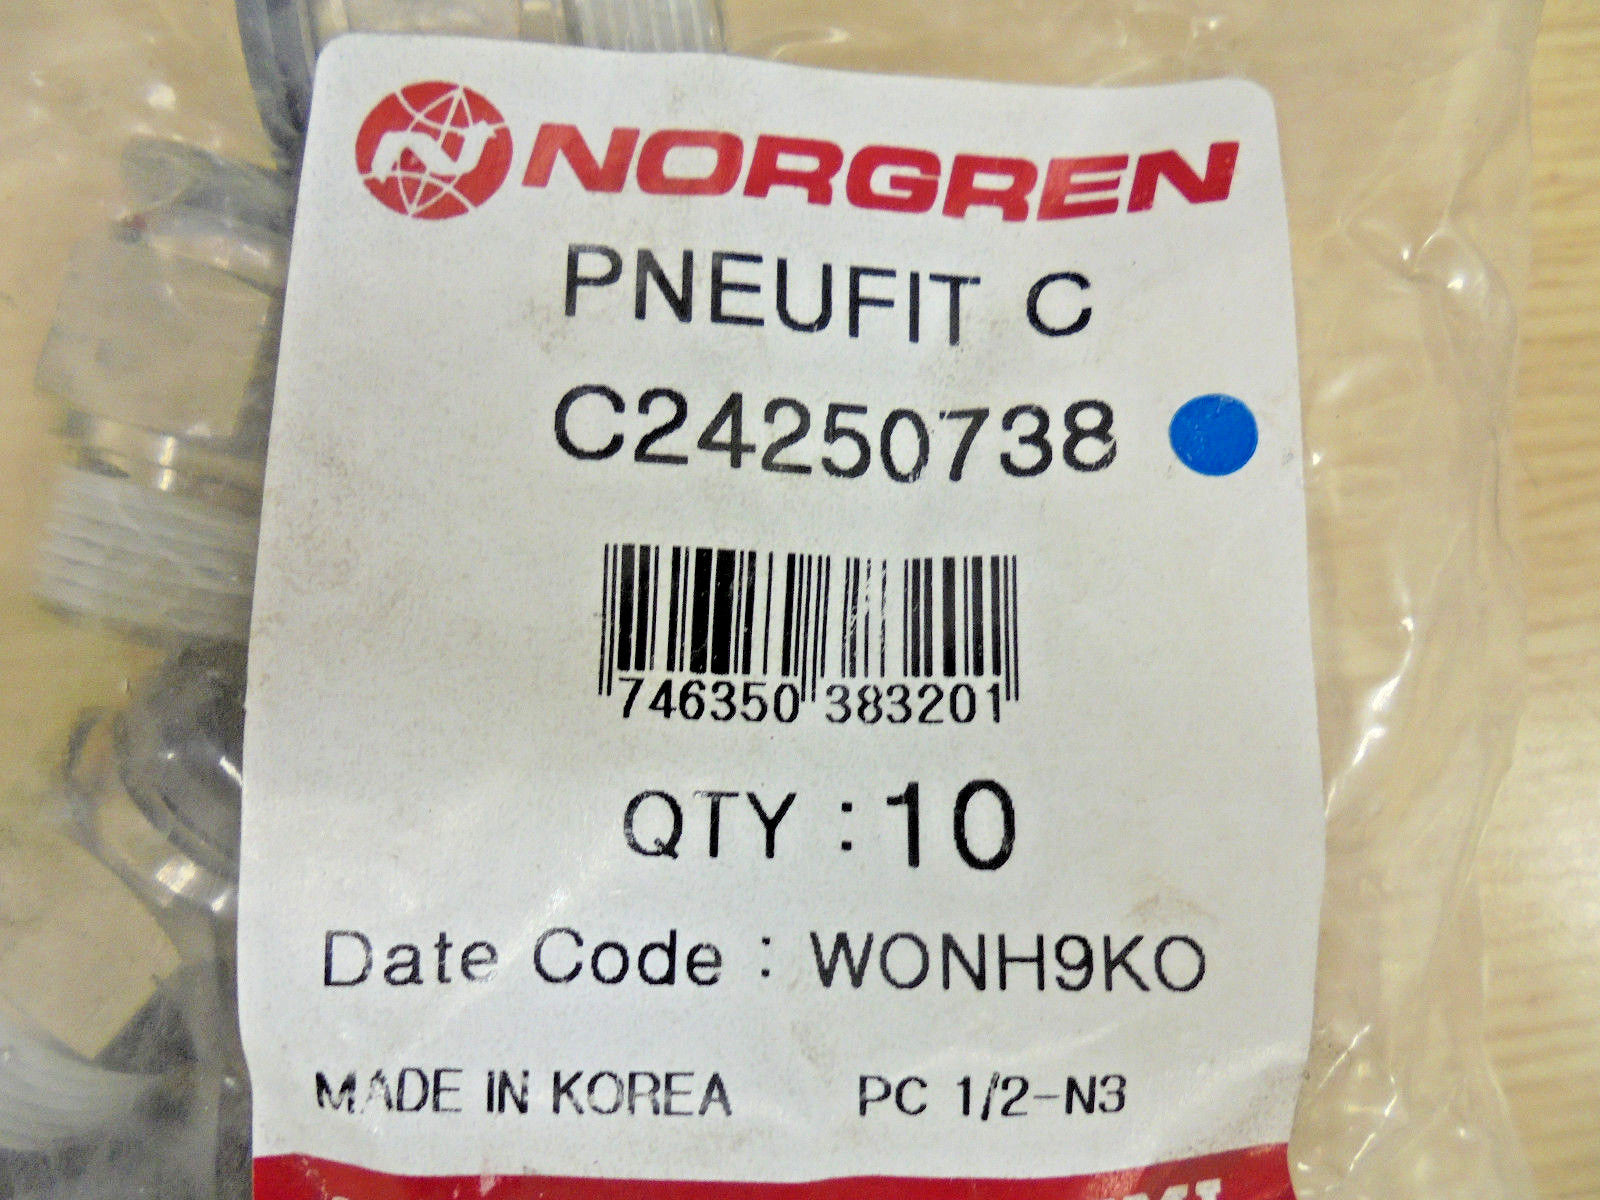 NORGREN
PNEUFIT C
C24250738
746350 383201
QTY : 10
Date Code : WONH9KO
MADE IN KOREA PC 1/2-N3